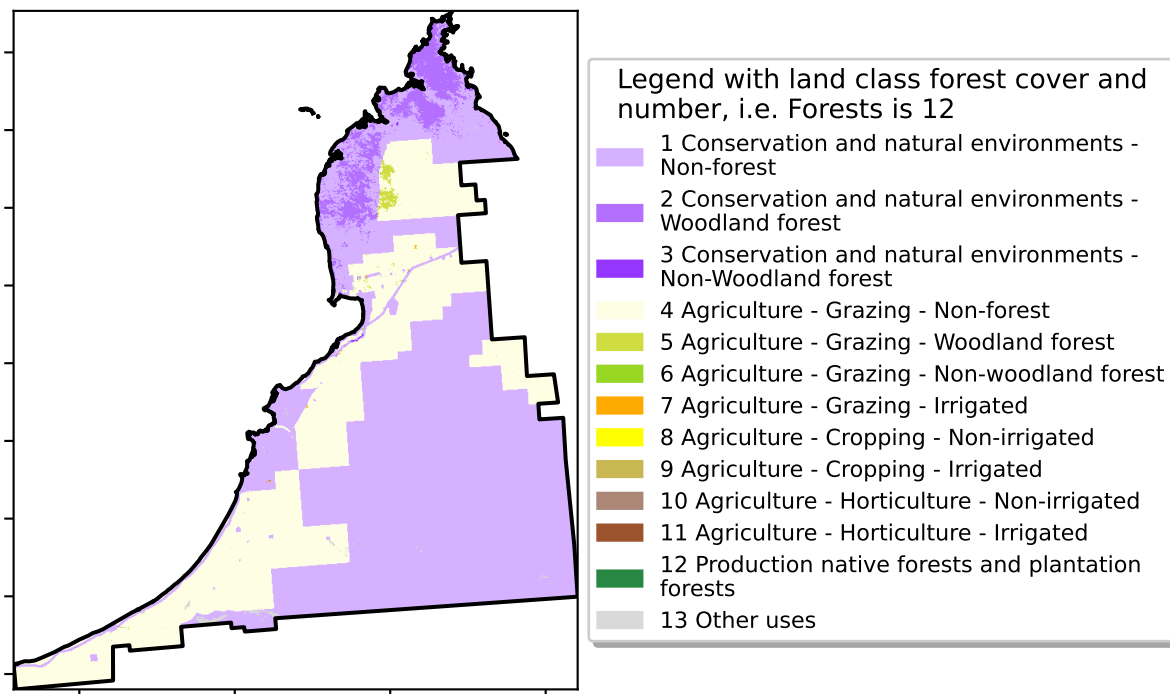 Legend with land class forest cover and
number, i.e. Forests is 12
1 Conservation and natural environments -
Non-forest
2 Conservation and natural environments -
Woodland forest
3 Conservation and natural environments -
Non-Woodland forest
4 Agriculture - Grazing - Non-forest
5 Agriculture - Grazing - Woodland forest
6 Agriculture - Grazing - Non-woodland forest
7 Agriculture - Grazing - Irrigated
8 Agriculture - Cropping - Non-irrigated
9 Agriculture - Cropping - Irrigated
10 Agriculture - Horticulture - Non-irrigated
11 Agriculture - Horticulture - Irrigated
12 Production native forests and plantation
forests
13 Other uses